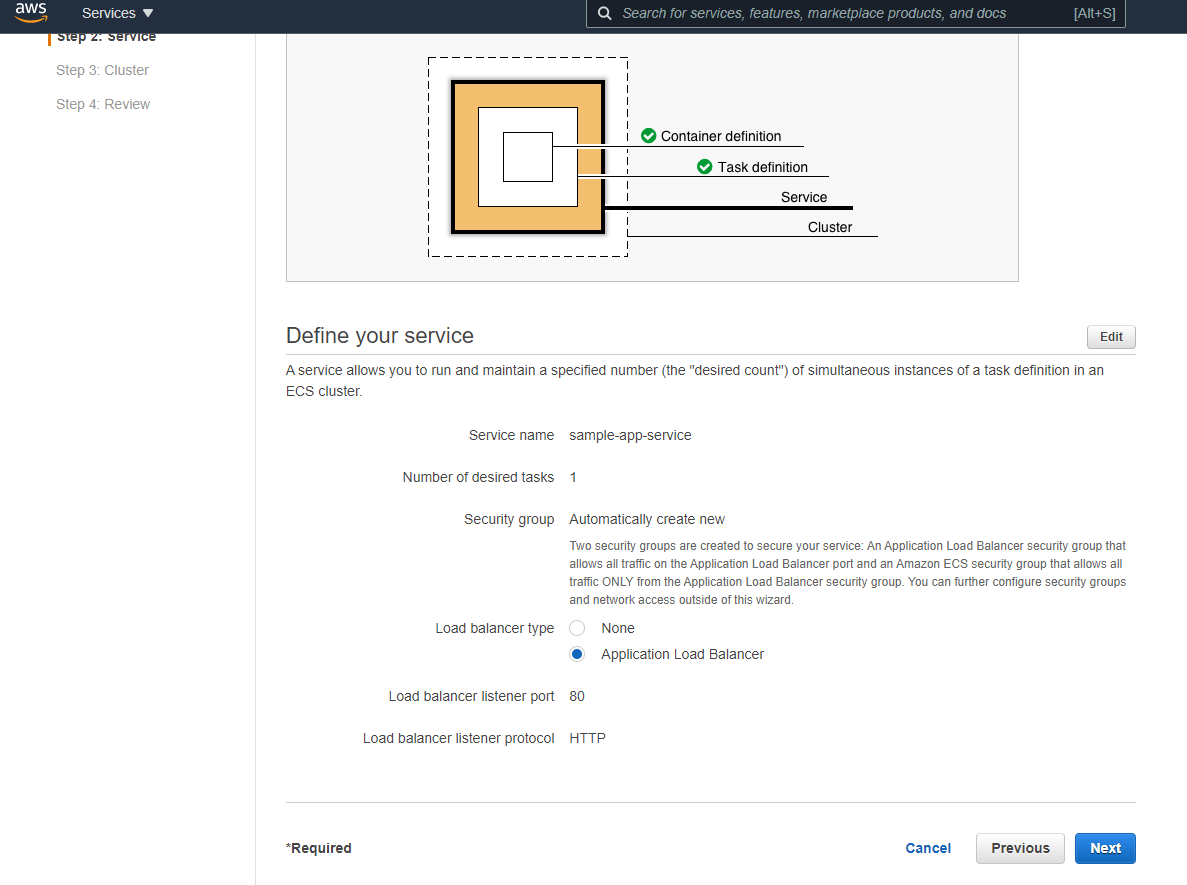 aws
Services
Search for services, features, marketplace products, and docs
[Alt+S]
Step 2: Service
Step 3: Cluster
Step 4: Review
Container definition
Task definition
Service
Cluster
Define your service
Edit
A service allows you to run and maintain a specified number (the "desired count") of simultaneous instances of a task definition in an
ECS cluster.
Service name sample-app-service
Number of desired tasks 1
Security group Automatically create new
Two security groups are created to secure your service: An Application Load Balancer security group that
allows all traffic on the Application Load Balancer port and an Amazon ECS security group that allows all
traffic ONLY from the Application Load Balancer security group. You can further configure security groups
and network access outside of this wizard.
Load balancer type None
Application Load Balancer
Load balancer listener port 80
Load balancer listener protocol HTTP
*Required
Cancel
Previous
Next